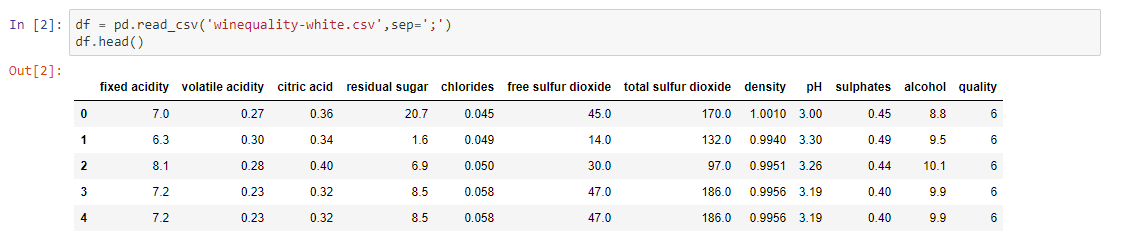 In [2]: df = pd.read_csv('winequality-white.csv',sep=';')
df.head()
Out[2]:
fixed acidity volatile acidity citric acid residual sugar chlorides free sulfur dioxide total sulfur dioxide density pH sulphates alcohol quality
0 7.0 0.27 0.36 20.7 0.045 45.0 170.0 1.0010 3.00 0.45 8.8 6
1 6.3 0.30 0.34 1.6 0.049 14.0 132.0 0.9940 3.30 0.49 9.5 6
2 8.1 0.28 0.40 6.9 0.050 30.0 97.0 0.9951 3.26 0.44 10.1 6
3 7.2 0.23 0.32 8.5 0.058 47.0 186.0 0.9956 3.19 0.40 9.9 6
4 7.2 0.23 0.32 8.5 0.058 47.0 186.0 0.9956 3.19 0.40 9.9 6